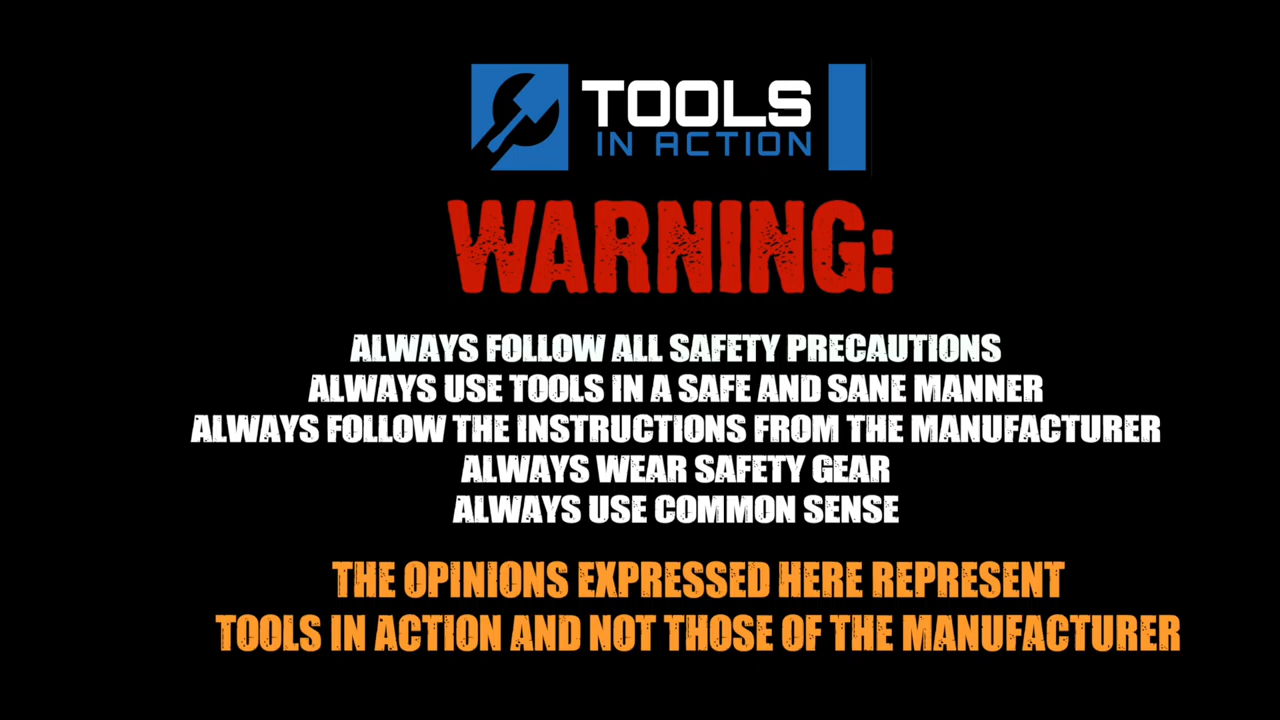 TOOLS
IN ACTION
WARNING:
ALWAYS FOLLOW ALL SAFETY PRECAUTIONS
ALWAYS USE TOOLS IN A SAFE AND SANE MANNER
ALWAYS FOLLOW THE INSTRUCTIONS FROM THE MANUFACTURER
ALWAYS WEAR SAFETY GEAR
ALWAYS USE COMMON SENSE
THE OPINIONS EXPRESSED HERE REPRESENT
TOOLS IN ACTION AND NOT THOSE OF THE MANUFACTURER